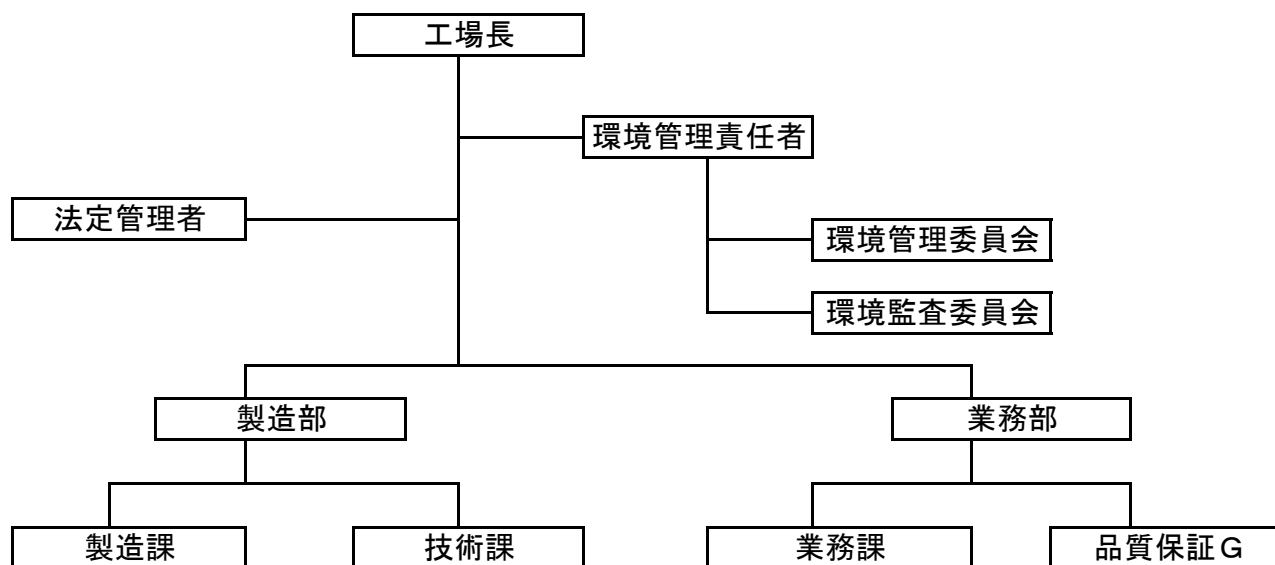 工場長
環境管理責任者
法定管理者
環境管理委員会
環境監査委員会
製造部
業務部
製造課
技術課
業務課
品質保証G